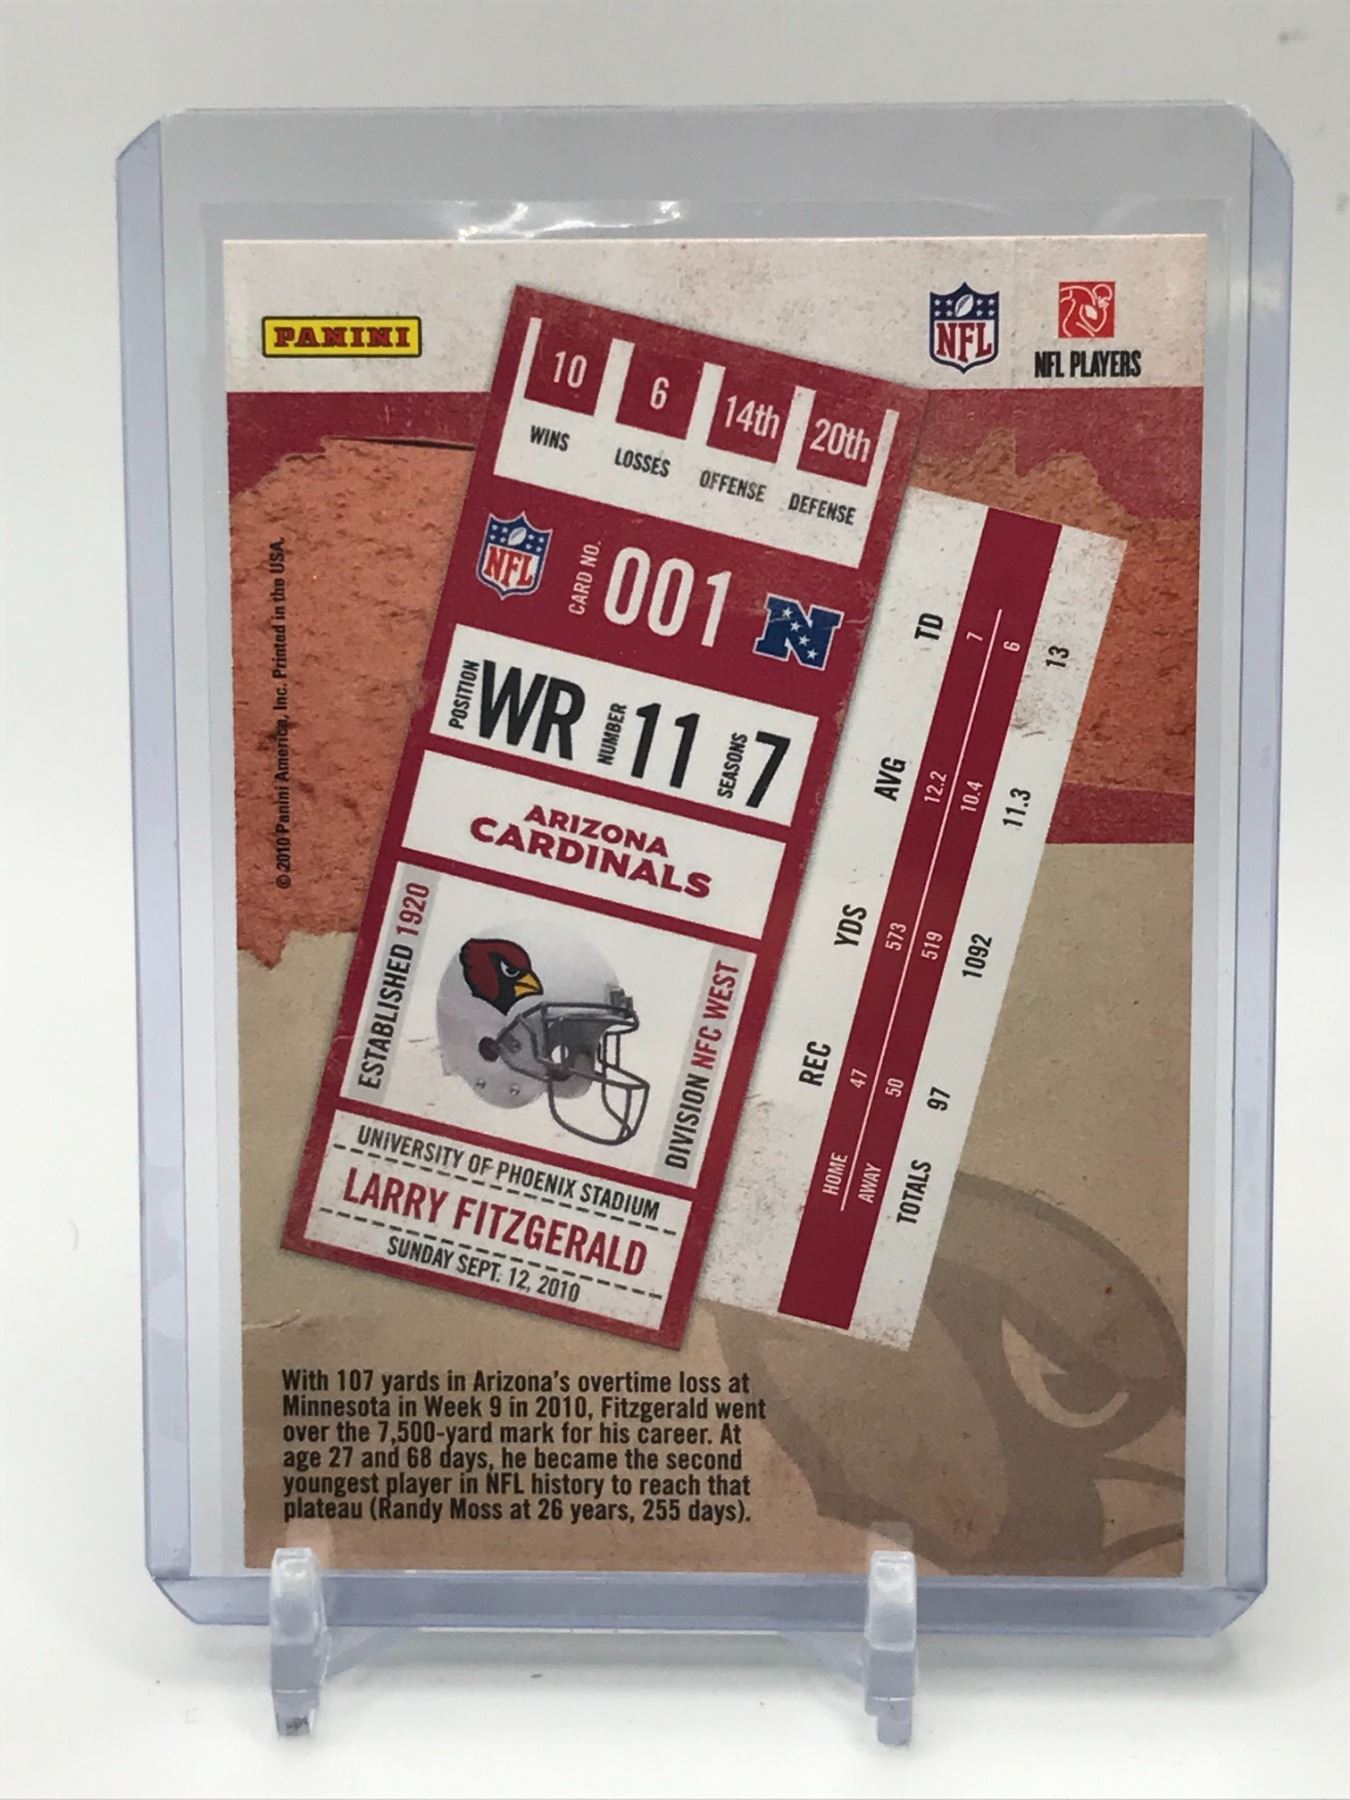 PANINI
NFL
NFL PLAYERS
10 6 14th 20th
WINS LOSSES OFFENSE DEFENSE
NFL
CARD NO. 001
N
POSITION WR NUMBER 11 SEASONS 7
ARIZONA
CARDINALS
ESTABLISHED 1920
DIVISION NFC WEST
UNIVERSITY OF PHOENIX STADIUM
LARRY FITZGERALD
SUNDAY SEPT. 12, 2010
REC YDS AVG TD
HOME 47 573 12.2 7
AWAY 50 519 10.4 6
TOTALS 97 1092 11.3 13
© 2010 Panini America, Inc. Printed in the USA.
With 107 yards in Arizona's overtime loss at
Minnesota in Week 9 in 2010, Fitzgerald went
over the 7,500-yard mark for his career. At
age 27 and 68 days, he became the second
youngest player in NFL history to reach that
plateau (Randy Moss at 26 years, 255 days).